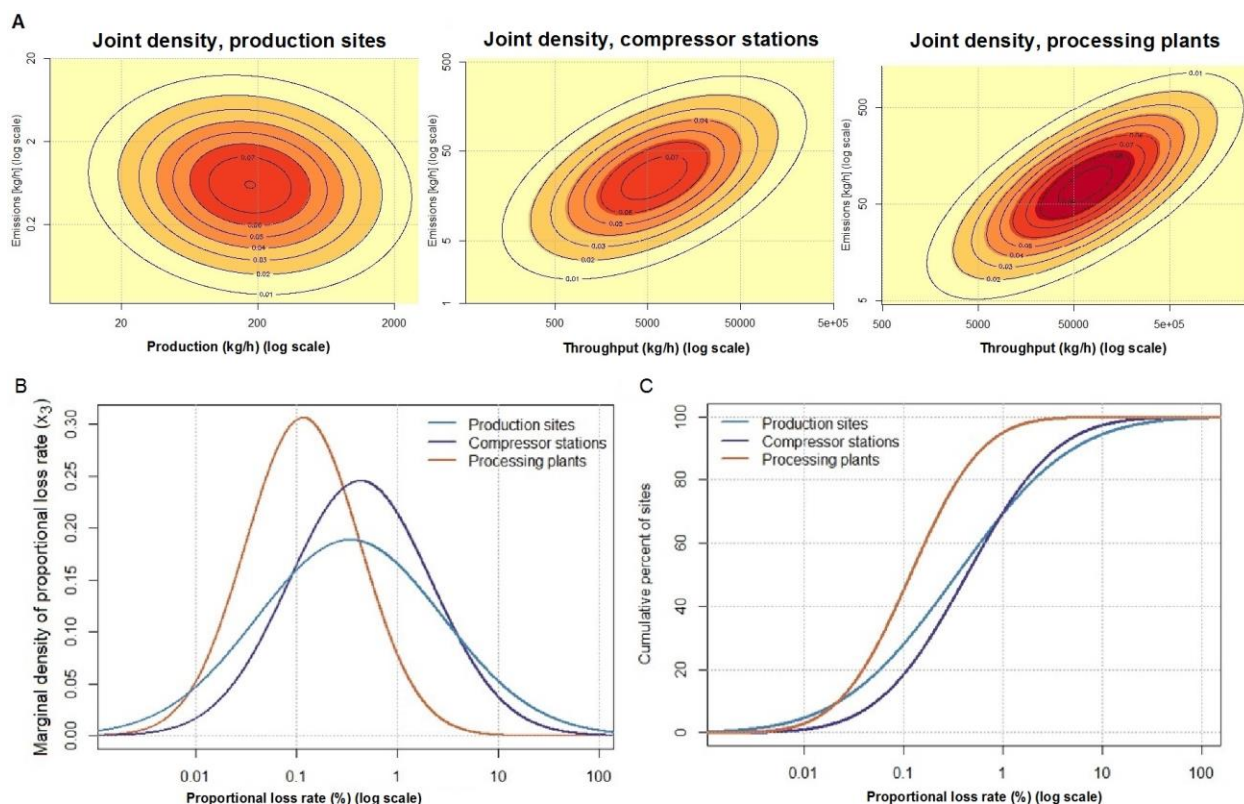 A
Joint density, production sites
Joint density, compressor stations
Joint density, processing plants
Emissions [kg/h] (log scale)
20
2
0.2
0.07
0.06
0.05
0.04
0.03
0.02
0.01
20
200
2000
Production (kg/h) (log scale)
Emissions [kg/h] (log scale)
500
50
5
1
0.04
0.07
0.06
0.05
0.03
0.02
0.01
500
5000
50000
5e+05
Throughput (kg/h) (log scale)
Emissions [kg/h] (log scale)
500
50
5
0.01
0.07
0.04
0.03
0.02
500
5000
50000
5e+05
Throughput (kg/h) (log scale)
B
Marginal density of proportional loss rate (x3)
0.30
0.25
0.20
0.15
0.10
0.05
0.00
Production sites
Compressor stations
Processing plants
0.01
0.1
1
10
100
Proportional loss rate (%) (log scale)
C
Cumulative percent of sites
100
80
60
40
20
0
Production sites
Compressor stations
Processing plants
0.01
0.1
1
10
100
Proportional loss rate (%) (log scale)